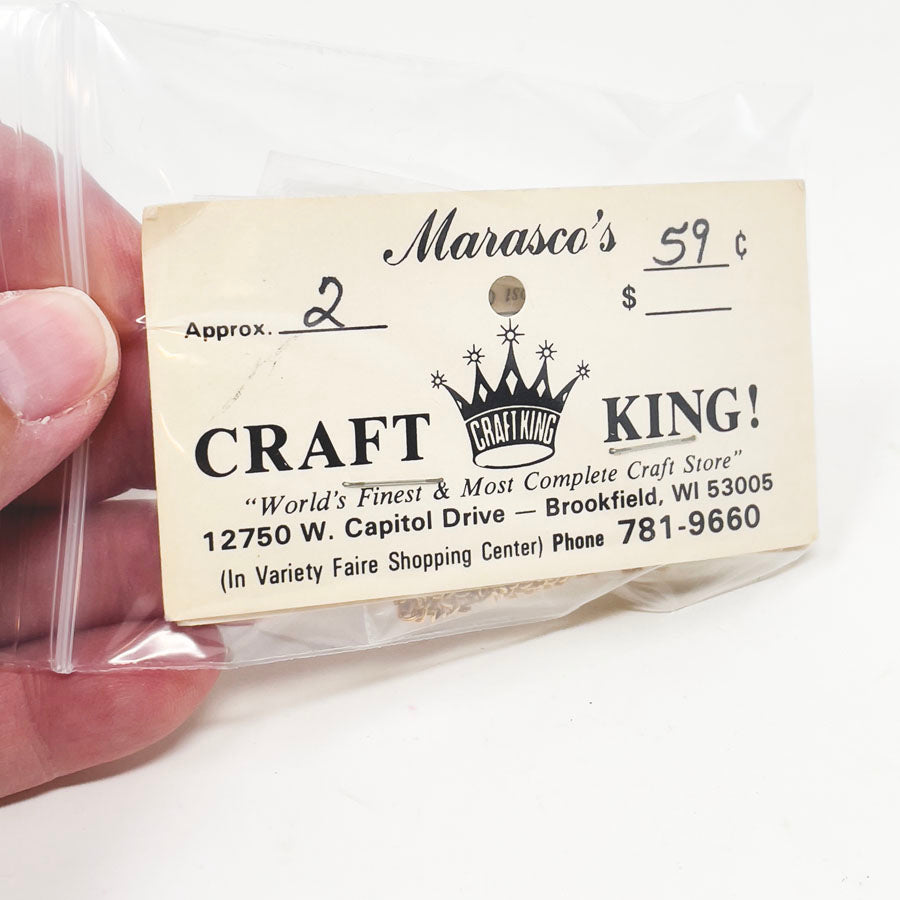 Marasco's
59 ¢
$
Approx. 2
CRAFT KING!
CRAFT KING
"World's Finest & Most Complete Craft Store"
12750 W. Capitol Drive — Brookfield, WI 53005
(In Variety Faire Shopping Center) Phone 781-9660